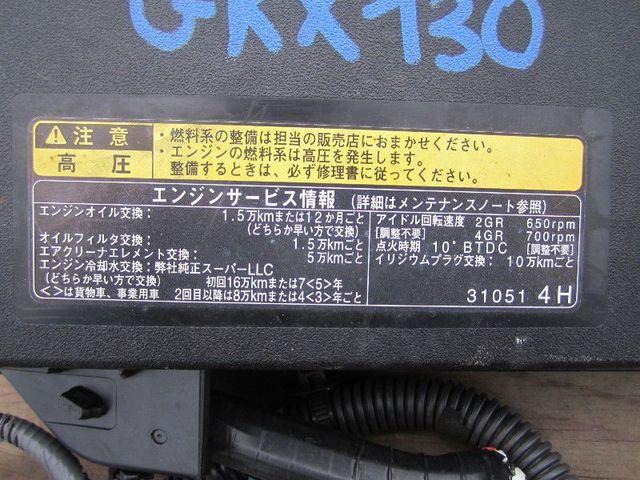 GRX130
注意
高圧
・燃料系の整備は担当の販売店におまかせください。
・エンジンの燃料系は高圧を発生します。
整備するときは、必ず修理書に従ってください。
エンジンサービス情報 (詳細はメンテナンスノート参照)
エンジンオイル交換： 1.5万kmまたは12か月ごと
(どちらか早い方で交換)
オイルフィルタ交換： 1.5万kmごと
エアクリーナエレメント交換： 5万kmごと
エンジン冷却水交換：弊社純正スーパーLLC
(どちらか早い方で交換) 初回16万kmまたは7<5>年
<>は貨物車、事業用車 2回目以降は8万kmまたは4<3>年ごと
アイドル回転速度 2GR 650rpm
[調整不要] 4GR 700rpm
点火時期 10°BTDC [調整不要]
イリジウムプラグ交換： 10万kmごと
31051 4H